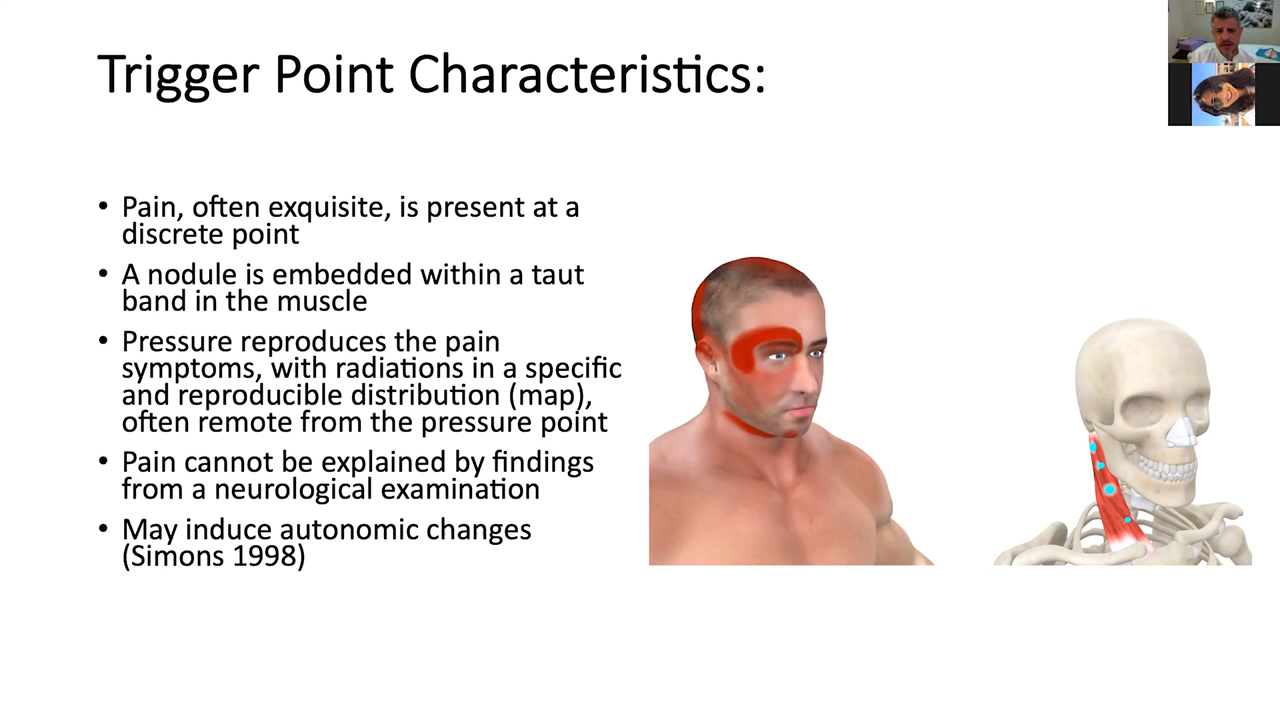 Trigger Point Characteristics:
• Pain, often exquisite, is present at a
discrete point
• A nodule is embedded within a taut
band in the muscle
• Pressure reproduces the pain
symptoms, with radiations in a specific
and reproducible distribution (map),
often remote from the pressure point
• Pain cannot be explained by findings
from a neurological examination
• May induce autonomic changes
(Simons 1998)